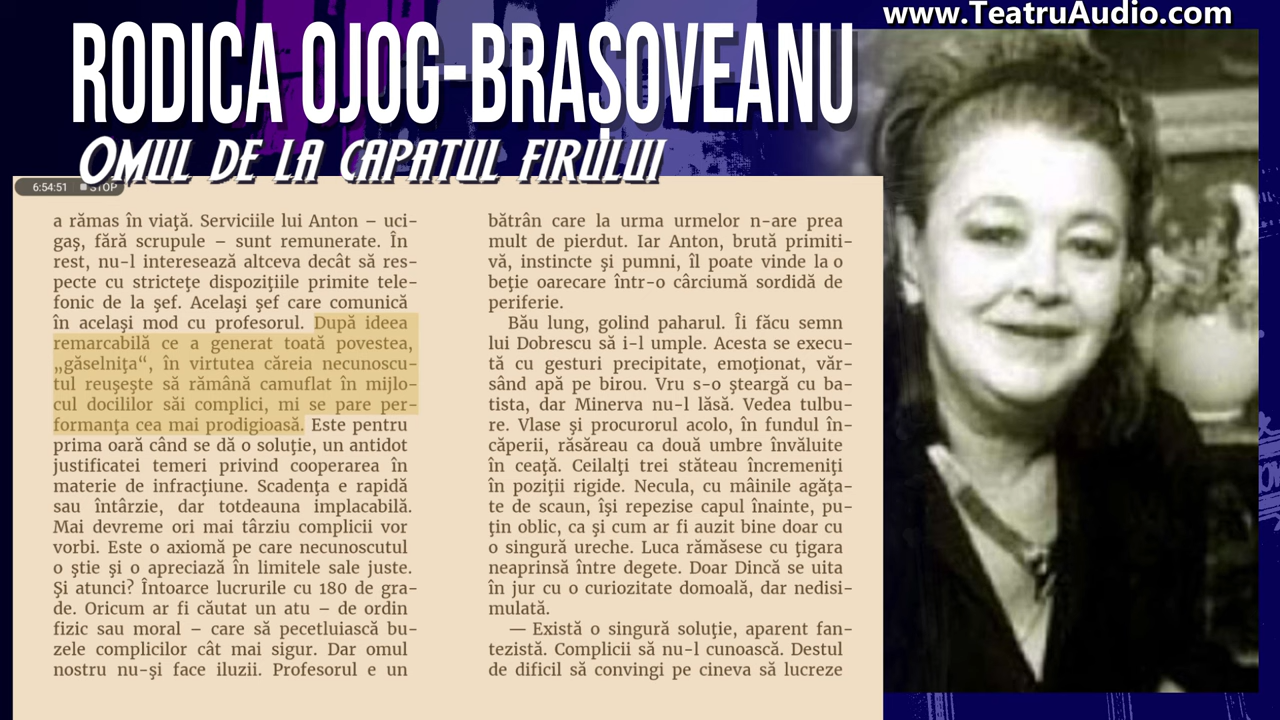 www.TeatruAudio.com
RODICA OJOG-BRAȘOVEANU
OMUL DE LA CAPATUL FIRULUI
6:54:51 STOP
a rămas în viaţă. Serviciile lui Anton – uci-
gaş, fără scrupule – sunt remunerate. În
rest, nu-l interesează altceva decât să res-
pecte cu stricteţe dispoziţiile primite tele-
fonic de la şef. Acelaşi şef care comunică
în acelaşi mod cu profesorul. După ideea
remarcabilă ce a generat toată povestea,
„găselniţa“, în virtutea căreia necunoscu-
tul reuşeşte să rămână camuflat în mijlo-
cul docililor săi complici, mi se pare per-
formanţa cea mai prodigioasă. Este pentru
prima oară când se dă o soluţie, un antidot
justificatei temeri privind cooperarea în
materie de infracţiune. Scadenţa e rapidă
sau întârzie, dar totdeauna implacabilă.
Mai devreme ori mai târziu complicii vor
vorbi. Este o axiomă pe care necunoscutul
o ştie şi o apreciază în limitele sale juste.
Şi atunci? Întoarce lucrurile cu 180 de gra-
de. Oricum ar fi căutat un atu – de ordin
fizic sau moral – care să pecetluiască bu-
zele complicilor cât mai sigur. Dar omul
nostru nu-şi face iluzii. Profesorul e un
bătrân care la urma urmelor n-are prea
mult de pierdut. Iar Anton, brută primiti-
vă, instincte şi pumni, îl poate vinde la o
beţie oarecare într-o cârciumă sordidă de
periferie.
Bău lung, golind paharul. Îi făcu semn
lui Dobrescu să i-l umple. Acesta se execu-
tă cu gesturi precipitate, emoţionat, văr-
sând apă pe birou. Vru s-o şteargă cu ba-
tista, dar Minerva nu-l lăsă. Vedea tulbu-
re. Vlase şi procurorul acolo, în fundul în-
căperii, răsăreau ca două umbre învăluite
în ceaţă. Ceilalţi trei stăteau încremeniţi
în poziţii rigide. Necula, cu mâinile agăţa-
te de scaun, îşi repezise capul înainte, pu-
ţin oblic, ca şi cum ar fi auzit bine doar cu
o singură ureche. Luca rămăsese cu ţigara
neaprinsă între degete. Doar Dincă se uita
în jur cu o curiozitate domoală, dar nedisi-
mulată.
— Există o singură soluţie, aparent fan-
tezistă. Complicii să nu-l cunoască. Destul
de dificil să convingi pe cineva să lucreze